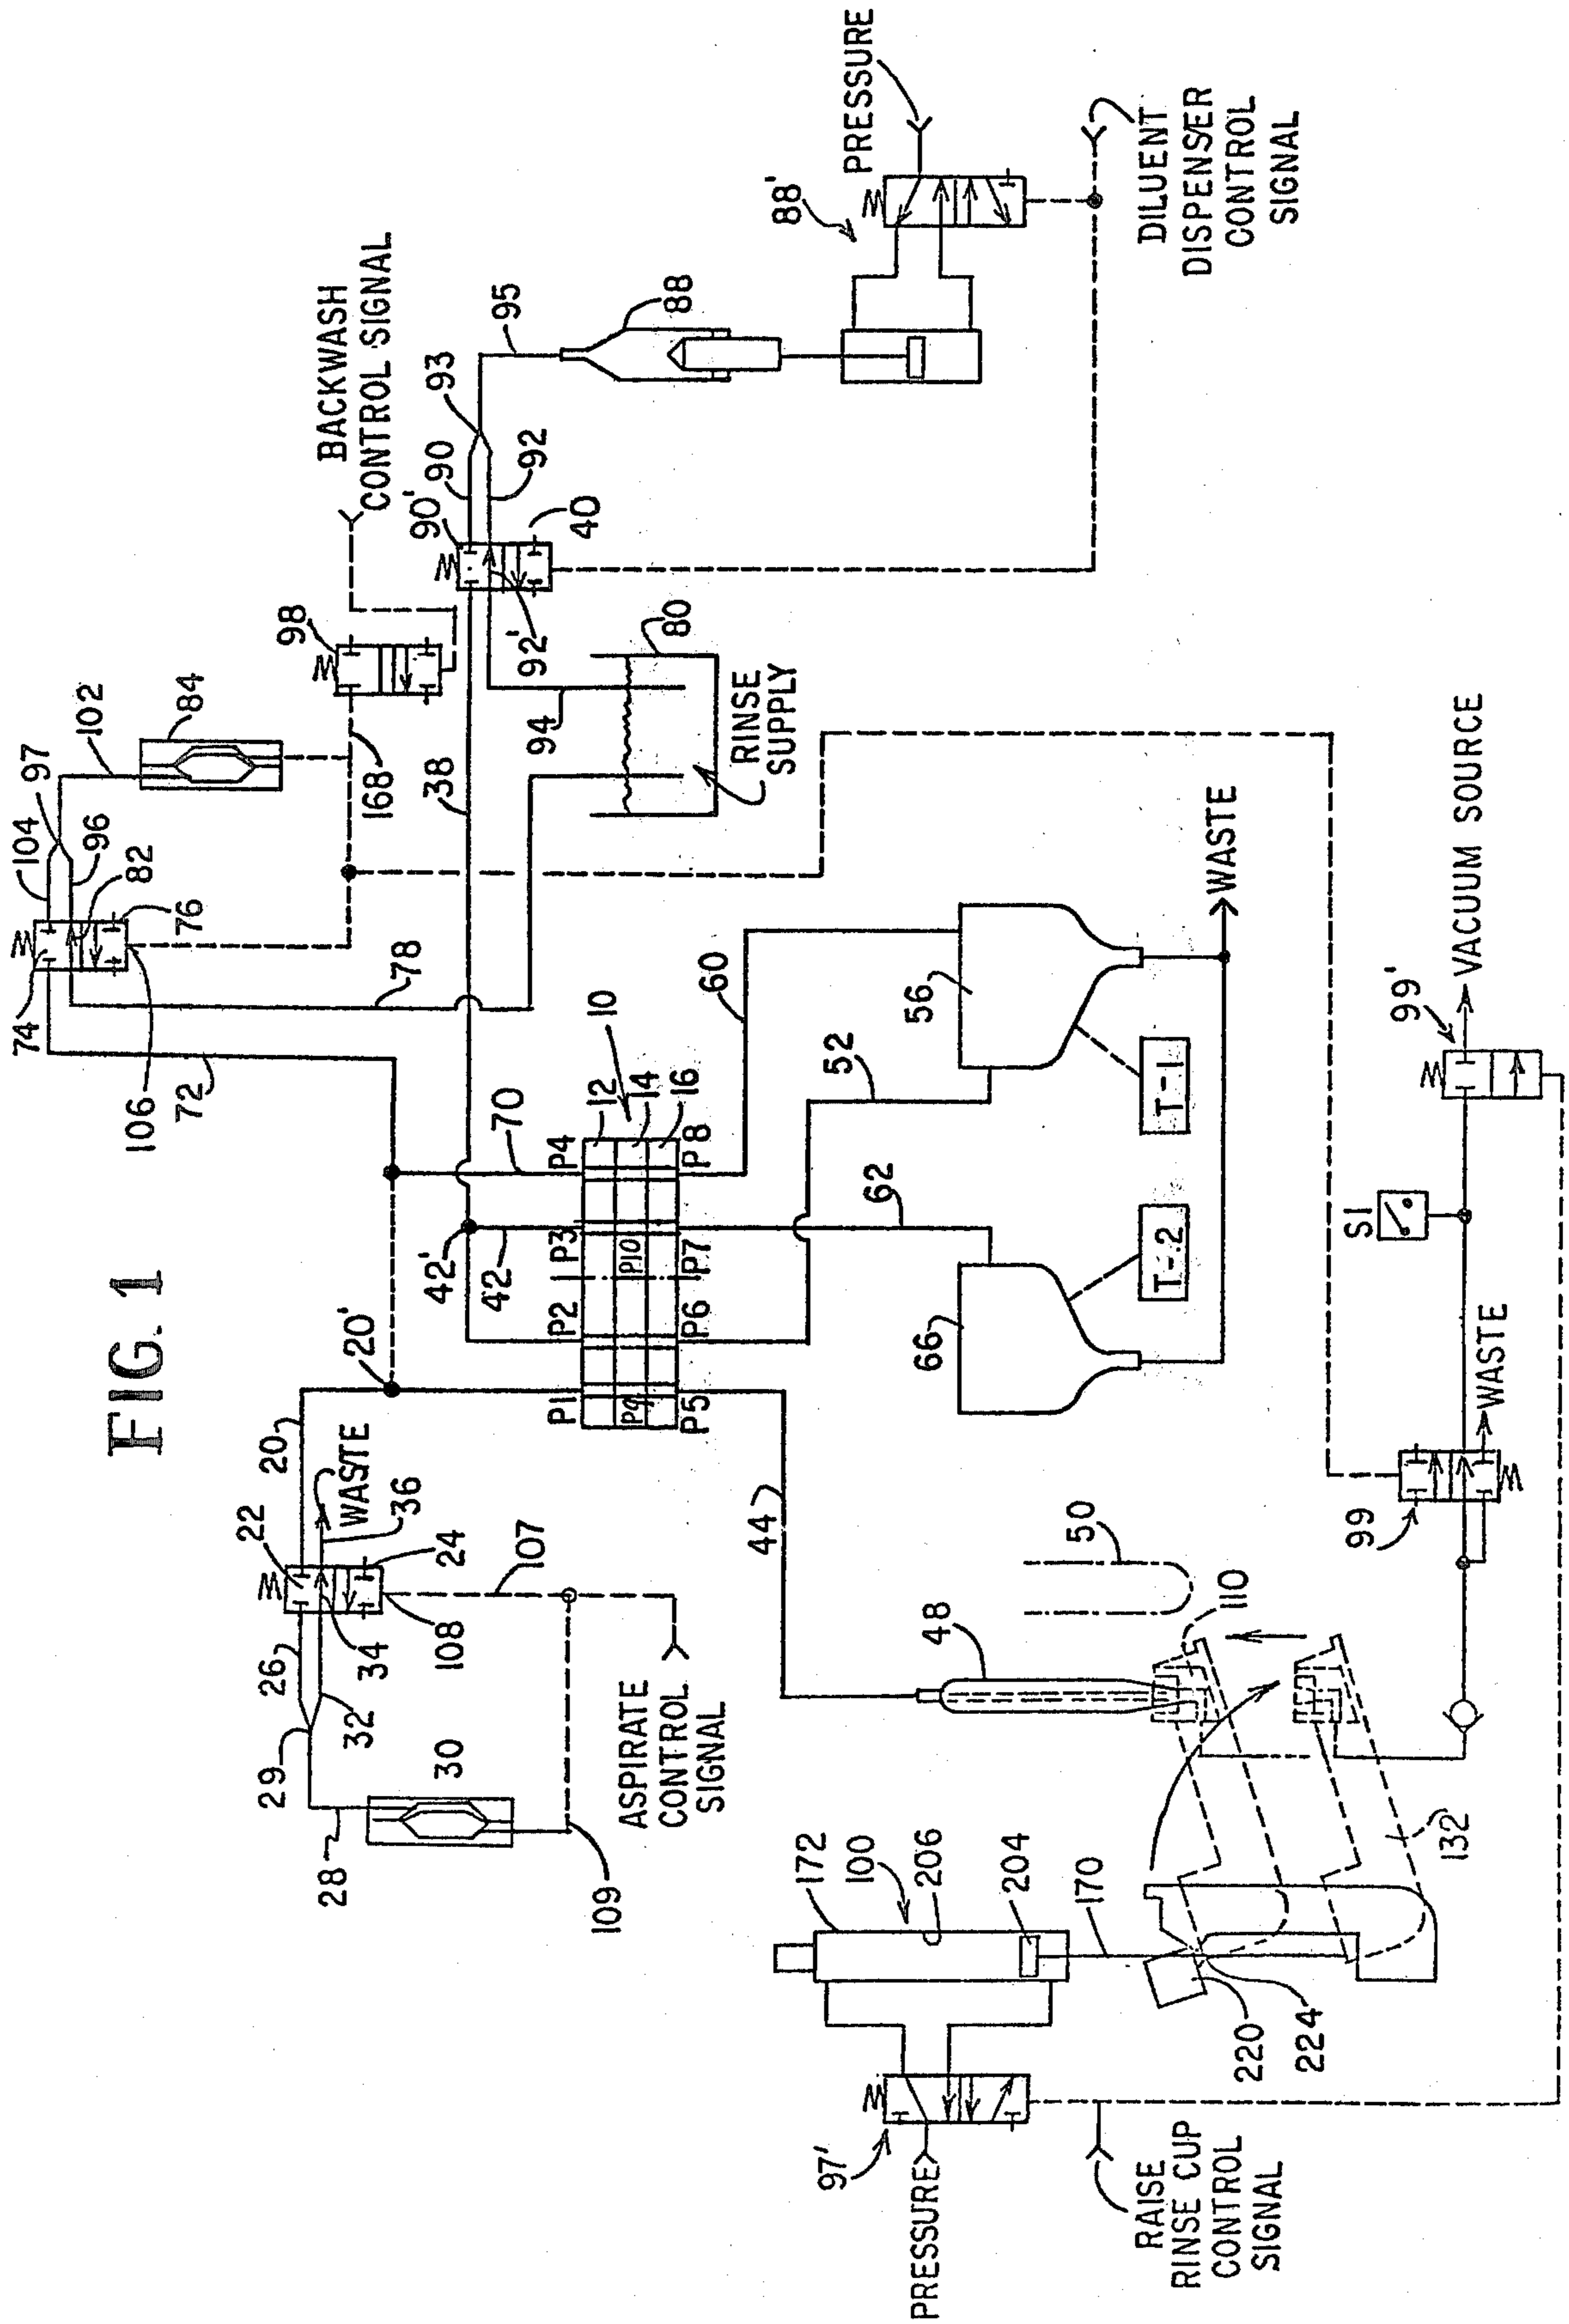 FIG. 1
BACKWASH
CONTROL SIGNAL
PRESSURE
DILUENT
DISPENSER
CONTROL
SIGNAL
88'
88
95
93
90
90'
92
92'
40
98
168
84
102
97
104
96
82
76
74
106
72
78
38
94
80
RINSE
SUPPLY
20
20'
22
24
26
28
29
30
32
34
36
WASTE
107
108
109
ASPIRATE
CONTROL
SIGNAL
42'
42
70
10
12
14
16
P1
P2
P3
P4
P5
P6
P7
P8
P9
P10
44
48
50
52
56
60
62
66
T-1
T-2
WASTE
VACUUM SOURCE
99'
S1
WASTE
99
110
132
172
100
206
204
170
220
224
97'
PRESSURE
RAISE
RINSE CUP
CONTROL
SIGNAL